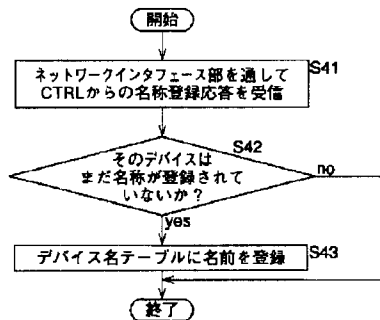 開始
ネットワークインタフェース部を通して
CTRLからの名称登録応答を受信
S41
S42
そのデバイスは
まだ名称が登録されて
いないか？
no
yes
デバイス名テーブルに名前を登録
S43
終了